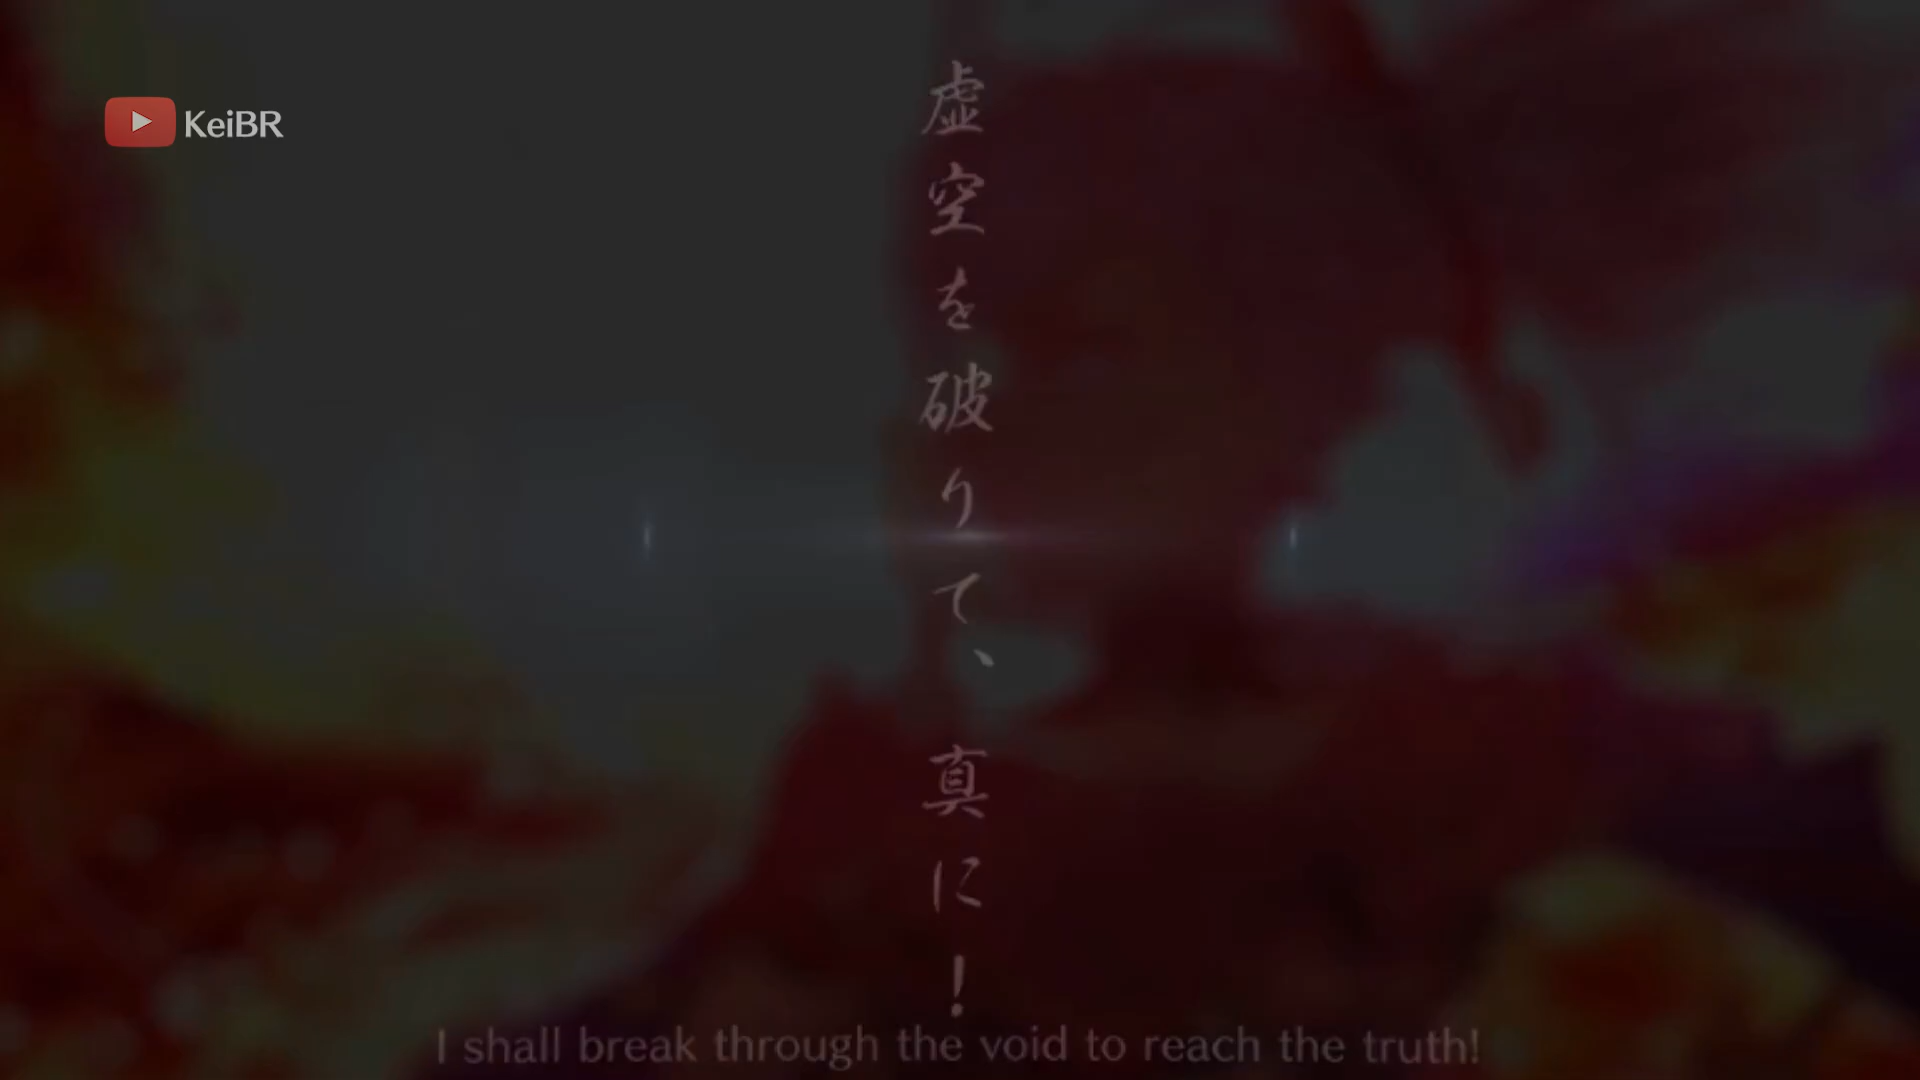 KeiBR
虚空を破りて、真に!
I shall break through the void to reach the truth!